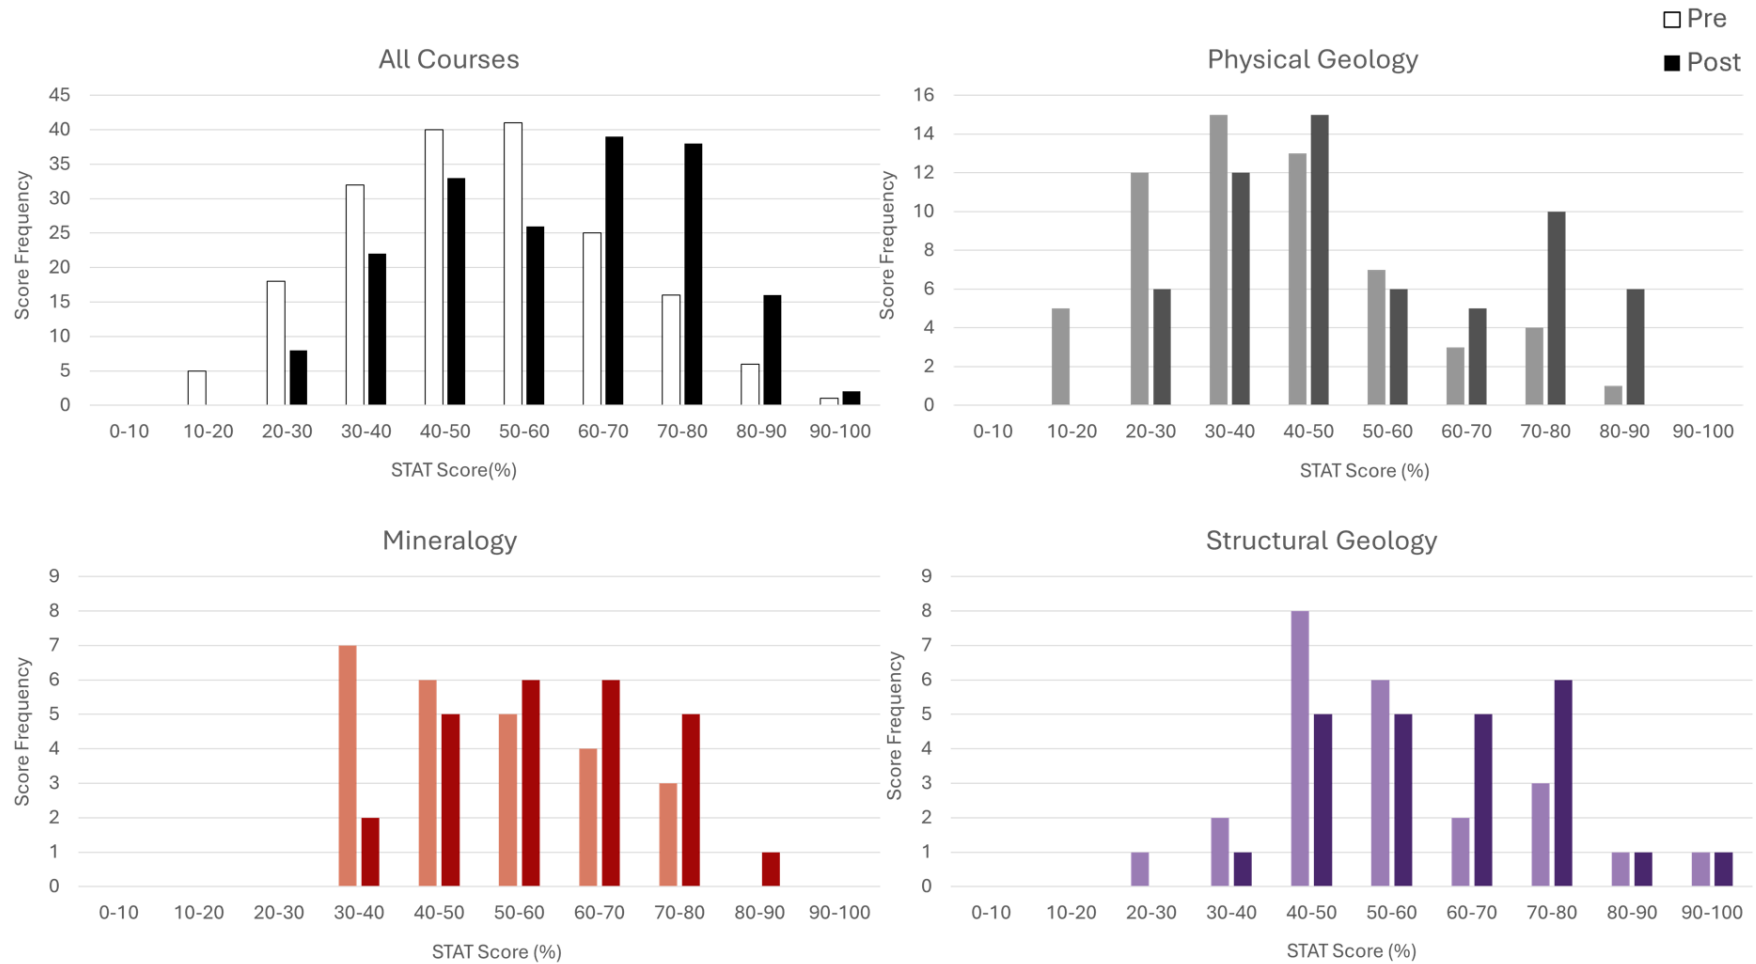 Pre
Post
All Courses
45
40
35
30
25
20
15
10
5
0
Score Frequency
0-10 10-20 20-30 30-40 40-50 50-60 60-70 70-80 80-90 90-100
STAT Score(%)
Physical Geology
16
14
12
10
8
6
4
2
0
Score Frequency
0-10 10-20 20-30 30-40 40-50 50-60 60-70 70-80 80-90 90-100
STAT Score (%)
Mineralogy
9
8
7
6
5
4
3
2
1
0
Score Frequency
0-10 10-20 20-30 30-40 40-50 50-60 60-70 70-80 80-90 90-100
STAT Score (%)
Structural Geology
9
8
7
6
5
4
3
2
1
0
Score Frequency
0-10 10-20 20-30 30-40 40-50 50-60 60-70 70-80 80-90 90-100
STAT Score (%)